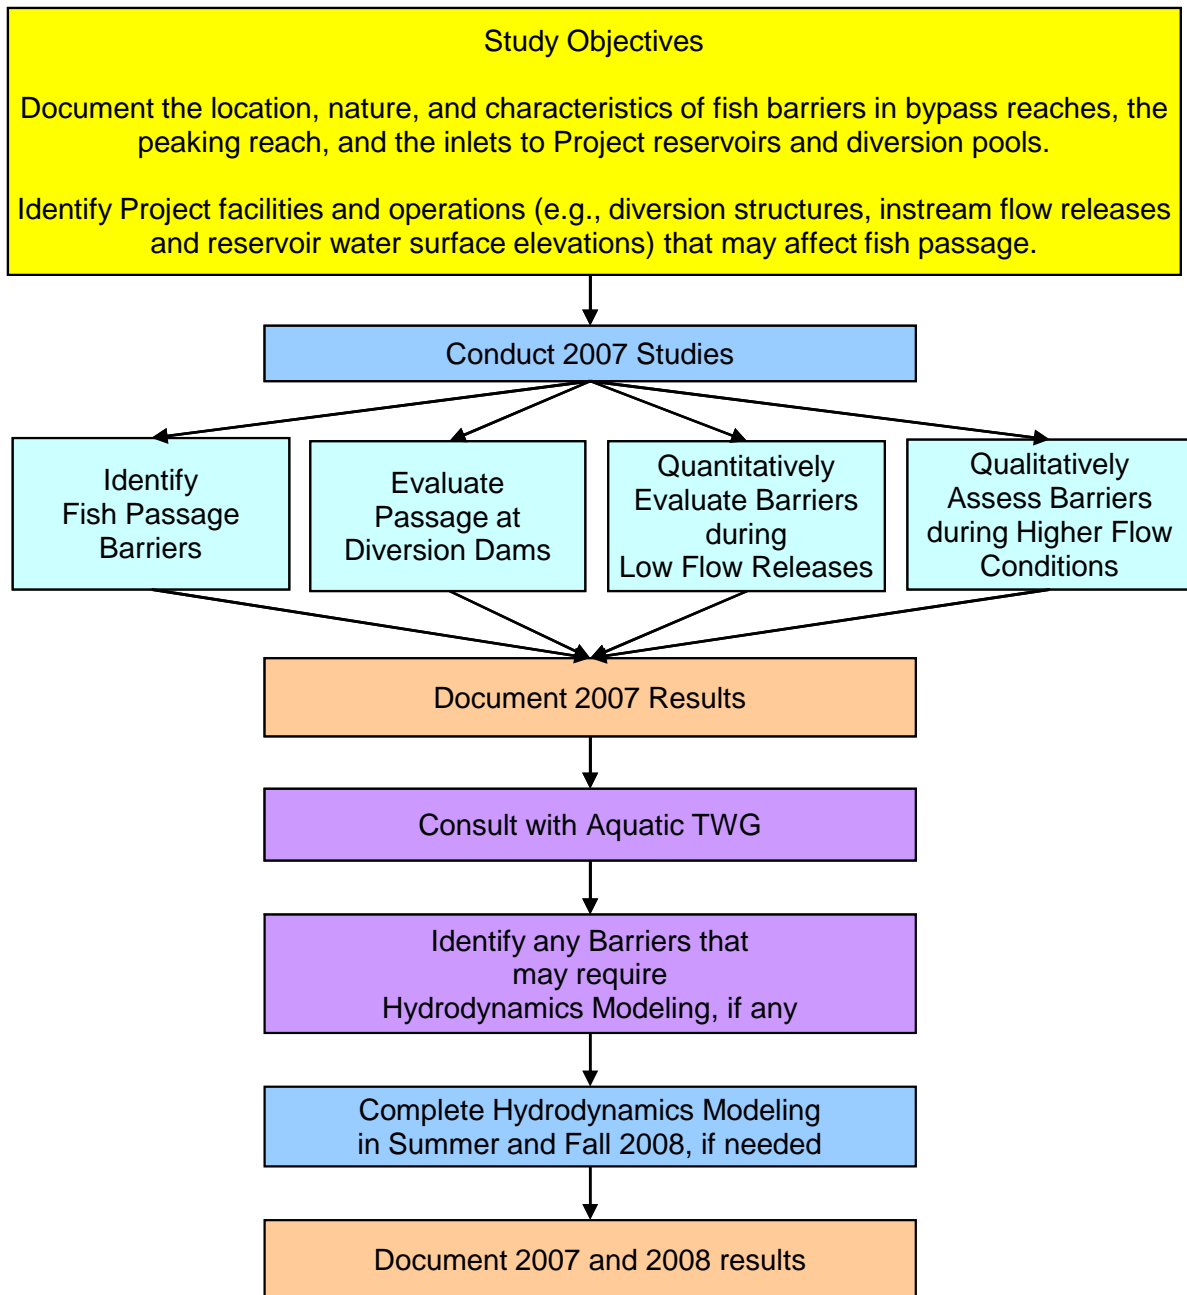 Study Objectives
Document the location, nature, and characteristics of fish barriers in bypass reaches, the
peaking reach, and the inlets to Project reservoirs and diversion pools.
Identify Project facilities and operations (e.g., diversion structures, instream flow releases
and reservoir water surface elevations) that may affect fish passage.
Conduct 2007 Studies
Identify
Fish Passage
Barriers
Evaluate
Passage at
Diversion Dams
Quantitatively
Evaluate Barriers
during
Low Flow Releases
Qualitatively
Assess Barriers
during Higher Flow
Conditions
Document 2007 Results
Consult with Aquatic TWG
Identify any Barriers that
may require
Hydrodynamics Modeling, if any
Complete Hydrodynamics Modeling
in Summer and Fall 2008, if needed
Document 2007 and 2008 results